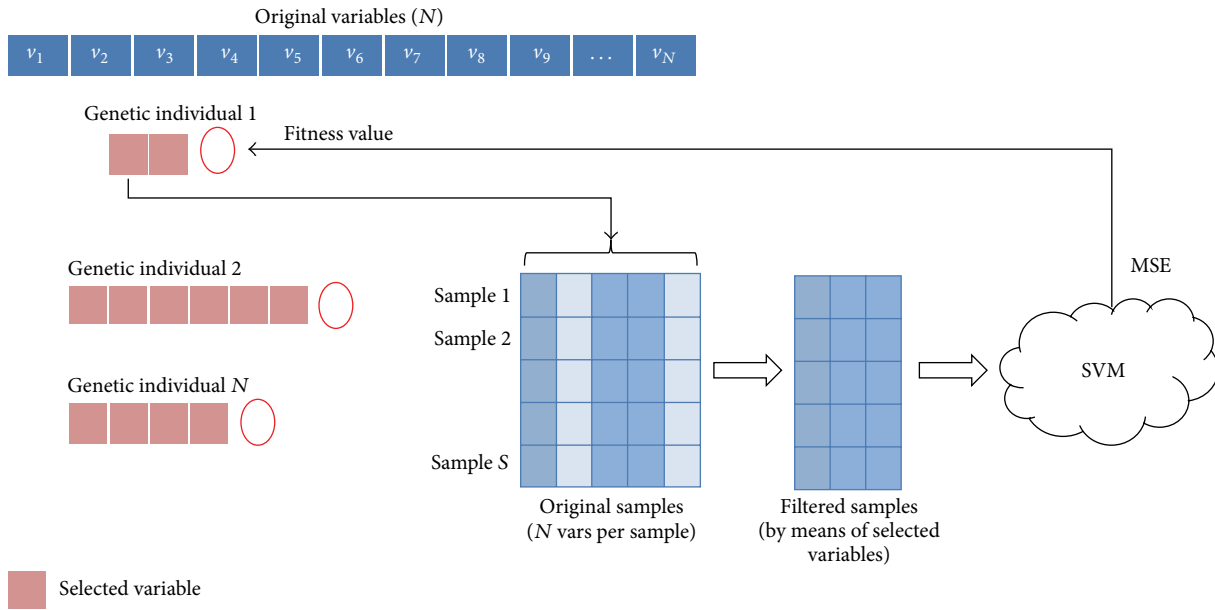 Original variables (N)
v1 v2 v3 v4 v5 v6 v7 v8 v9 ... vN
Genetic individual 1
Fitness value
Genetic individual 2
Genetic individual N
Sample 1
Sample 2
Sample S
Original samples
(N vars per sample)
Filtered samples
(by means of selected
variables)
MSE
SVM
Selected variable